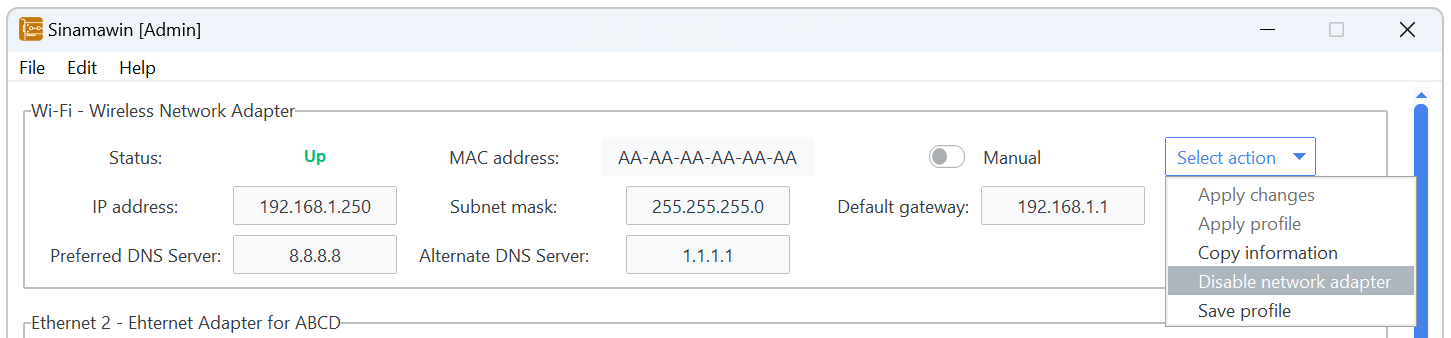 Sinamawin [Admin]
File Edit Help
Wi-Fi - Wireless Network Adapter
Status: Up MAC address: AA-AA-AA-AA-AA-AA Manual Select action
IP address: 192.168.1.250 Subnet mask: 255.255.255.0 Default gateway: 192.168.1.1
Preferred DNS Server: 8.8.8.8 Alternate DNS Server: 1.1.1.1
Apply changes
Apply profile
Copy information
Disable network adapter
Save profile
Ethernet 2 - Ehternet Adapter for ABCD